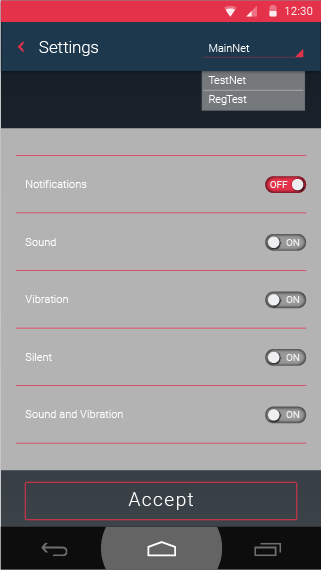 12:30
Settings
MainNet
TestNet
RegTest
Notifications
OFF
Sound
ON
Vibration
ON
Silent
ON
Sound and Vibration
ON
Accept